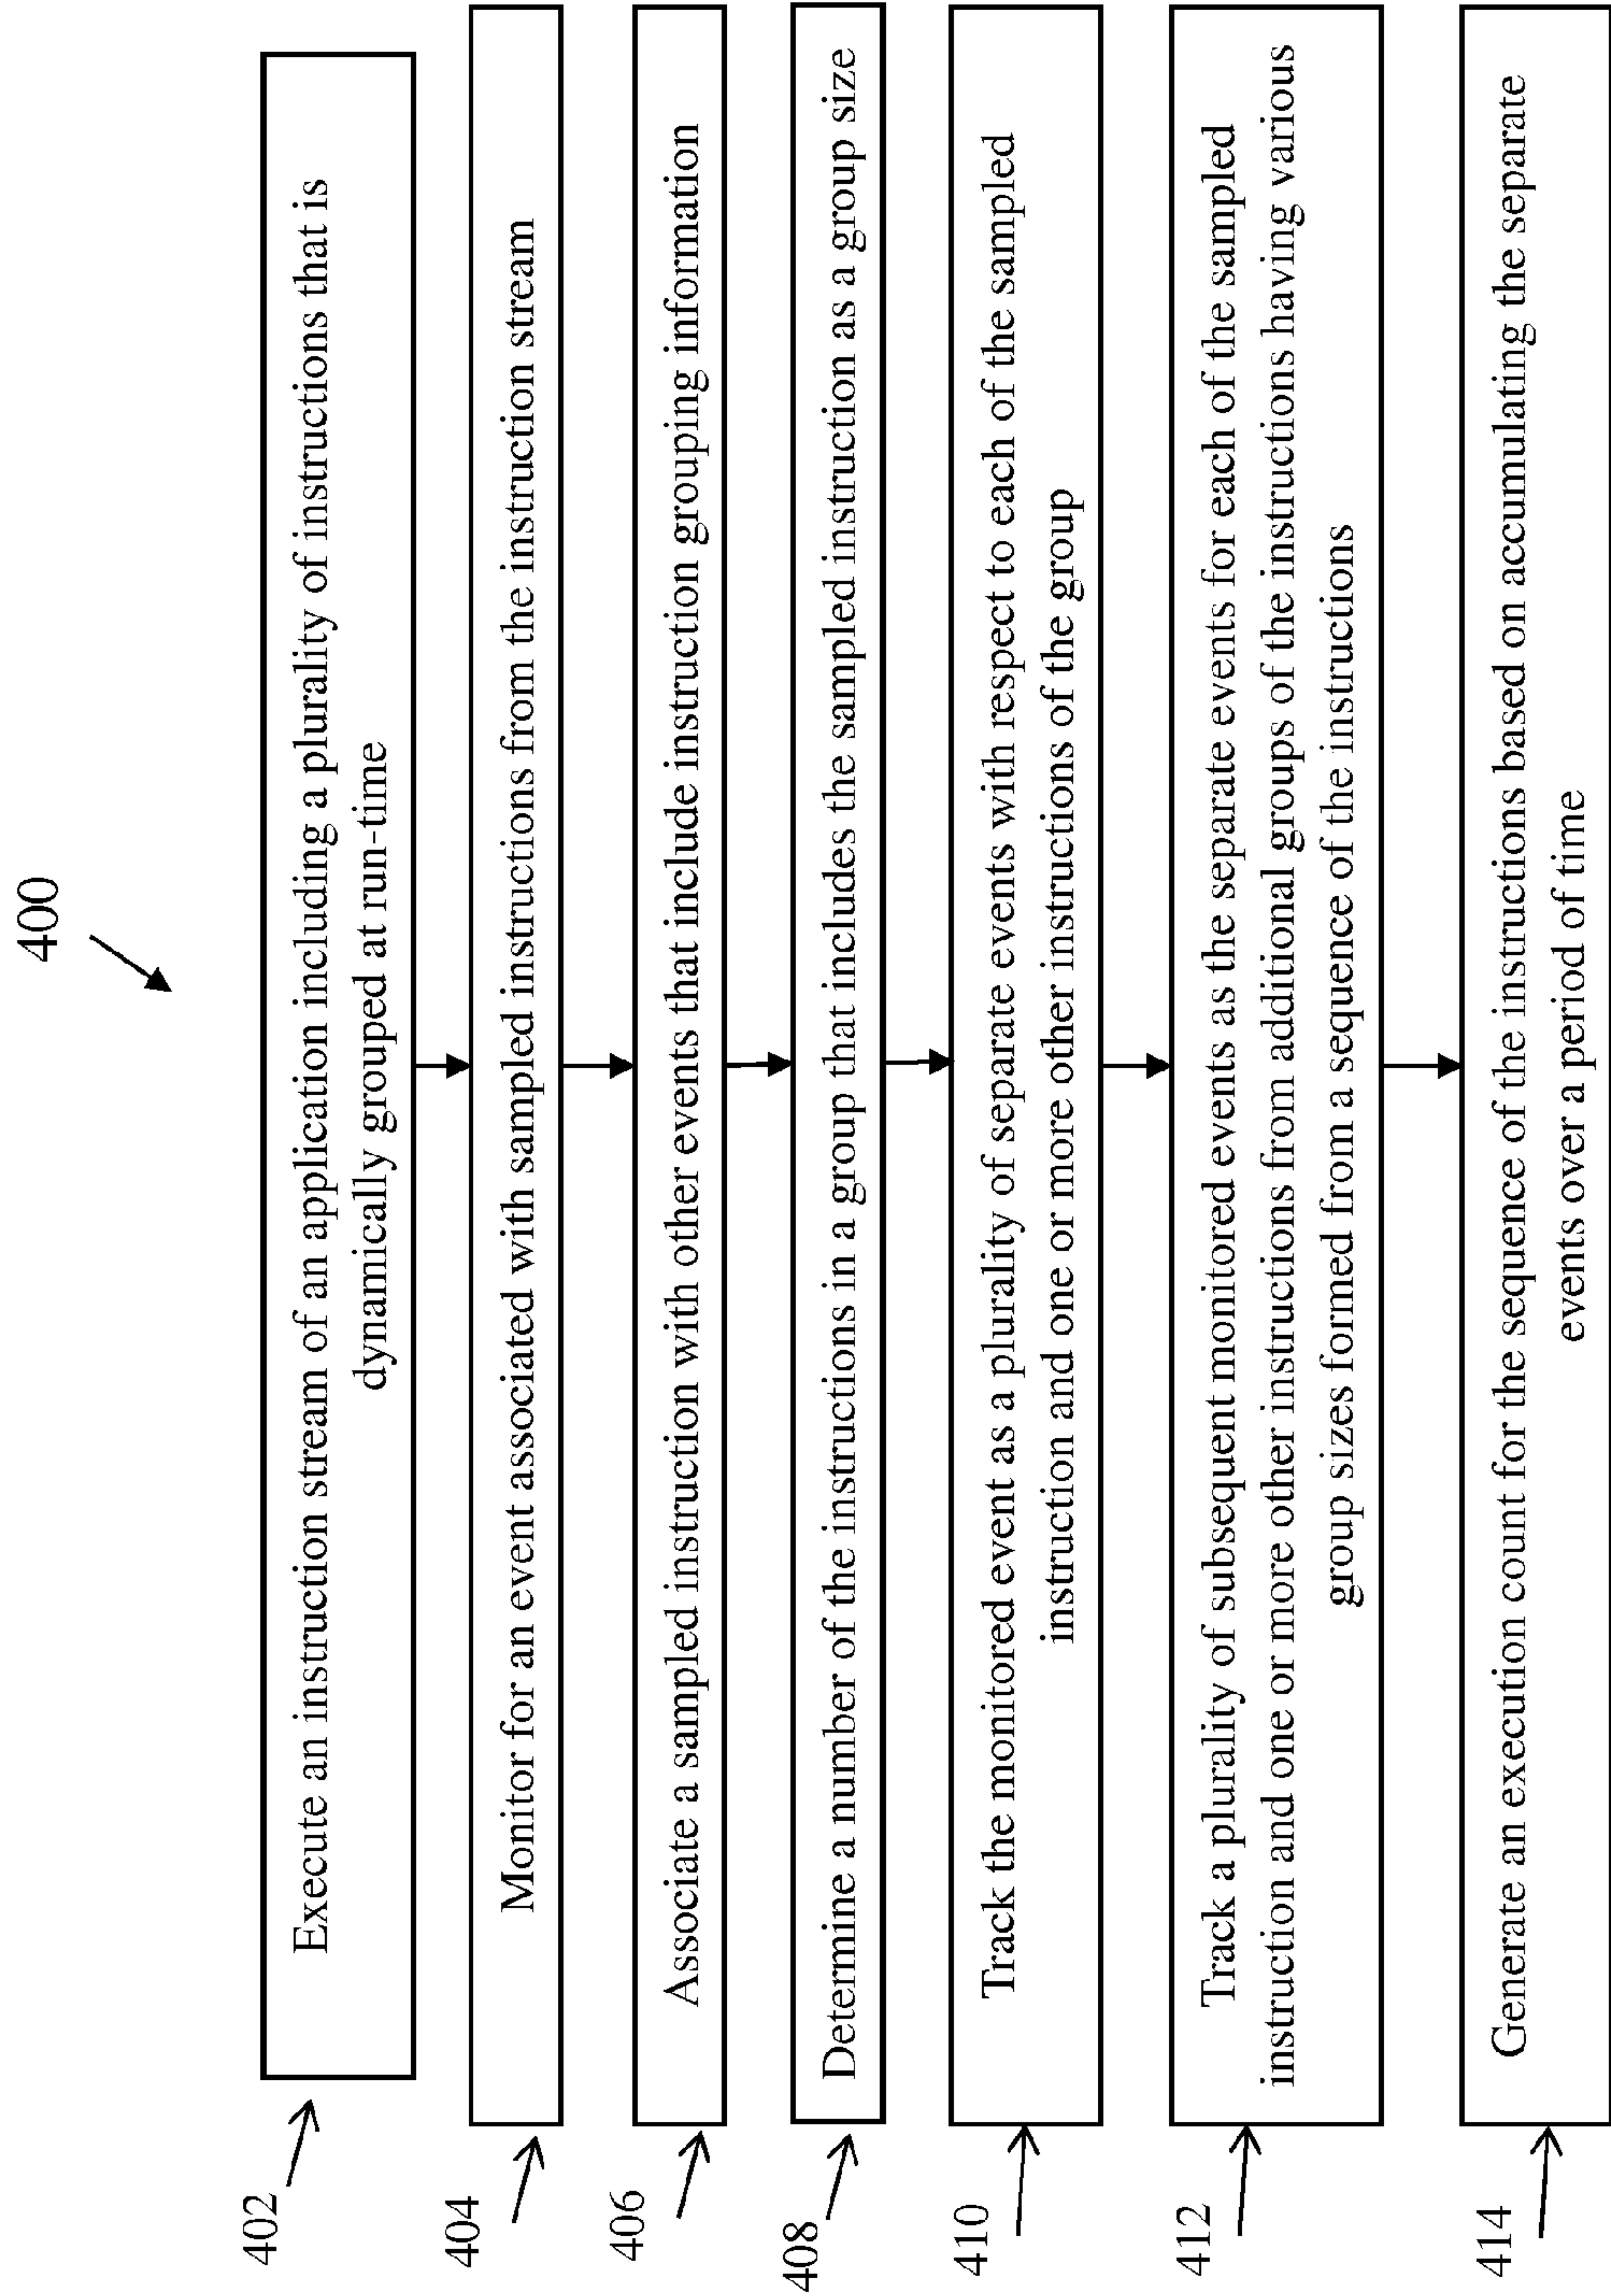 400
402
Execute an instruction stream of an application including a plurality of instructions that is
dynamically grouped at run-time
404
Monitor for an event associated with sampled instructions from the instruction stream
406
Associate a sampled instruction with other events that include instruction grouping information
408
Determine a number of the instructions in a group that includes the sampled instruction as a group size
410
Track the monitored event as a plurality of separate events with respect to each of the sampled
instruction and one or more other instructions of the group
412
Track a plurality of subsequent monitored events as the separate events for each of the sampled
instruction and one or more other instructions from additional groups of the instructions having various
group sizes formed from a sequence of the instructions
414
Generate an execution count for the sequence of the instructions based on accumulating the separate
events over a period of time